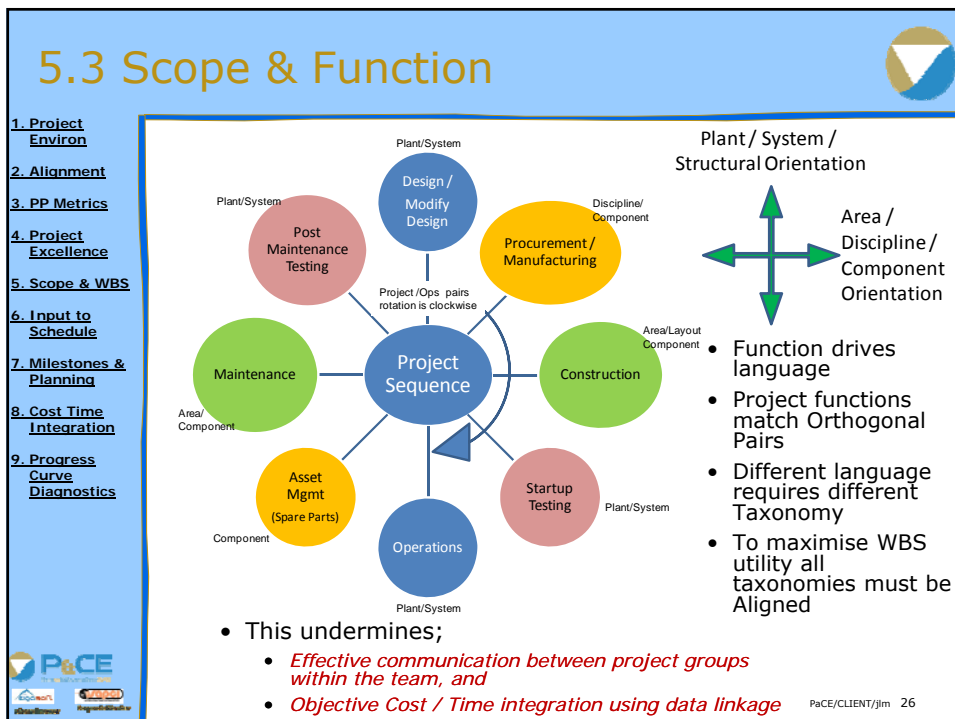 5.3 Scope & Function
1. Project
Environ
2. Alignment
3. PP Metrics
4. Project
Excellence
5. Scope & WBS
6. Input to
Schedule
7. Milestones &
Planning
8. Cost Time
Integration
9. Progress
Curve
Diagnostics
Plant/System
Design /
Modify
Design
Discipline/
Component
Procurement /
Manufacturing
Area/Layout
Component
Construction
Startup
Testing
Plant/System
Operations
Plant/System
Asset
Mgmt
(Spare Parts)
Component
Maintenance
Area/
Component
Plant/System
Post
Maintenance
Testing
Project /Ops pairs
rotation is clockwise
Project
Sequence
Plant / System /
Structural Orientation
Area /
Discipline /
Component
Orientation
• Function drives
language
• Project functions
match Orthogonal
Pairs
• Different language
requires different
Taxonomy
• To maximise WBS
utility all
taxonomies must be
Aligned
• This undermines;
• Effective communication between project groups
within the team, and
• Objective Cost / Time integration using data linkage
P&CE
PaCE/CLIENT/jlm 26